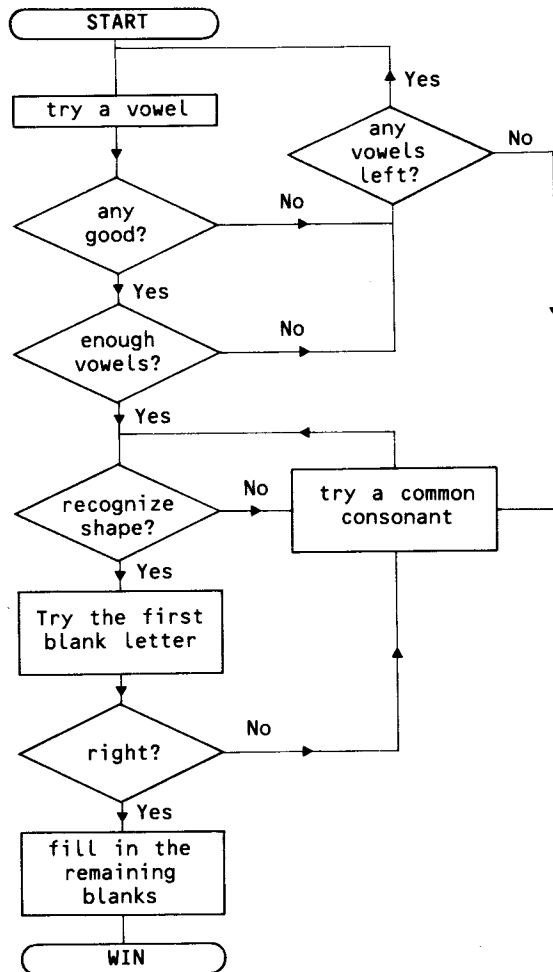 START
try a vowel
any
good?
No
Yes
enough
vowels?
No
Yes
any
vowels
left?
Yes
No
recognize
shape?
No
Yes
try a common
consonant
Try the first
blank letter
right?
No
Yes
fill in the
remaining
blanks
WIN